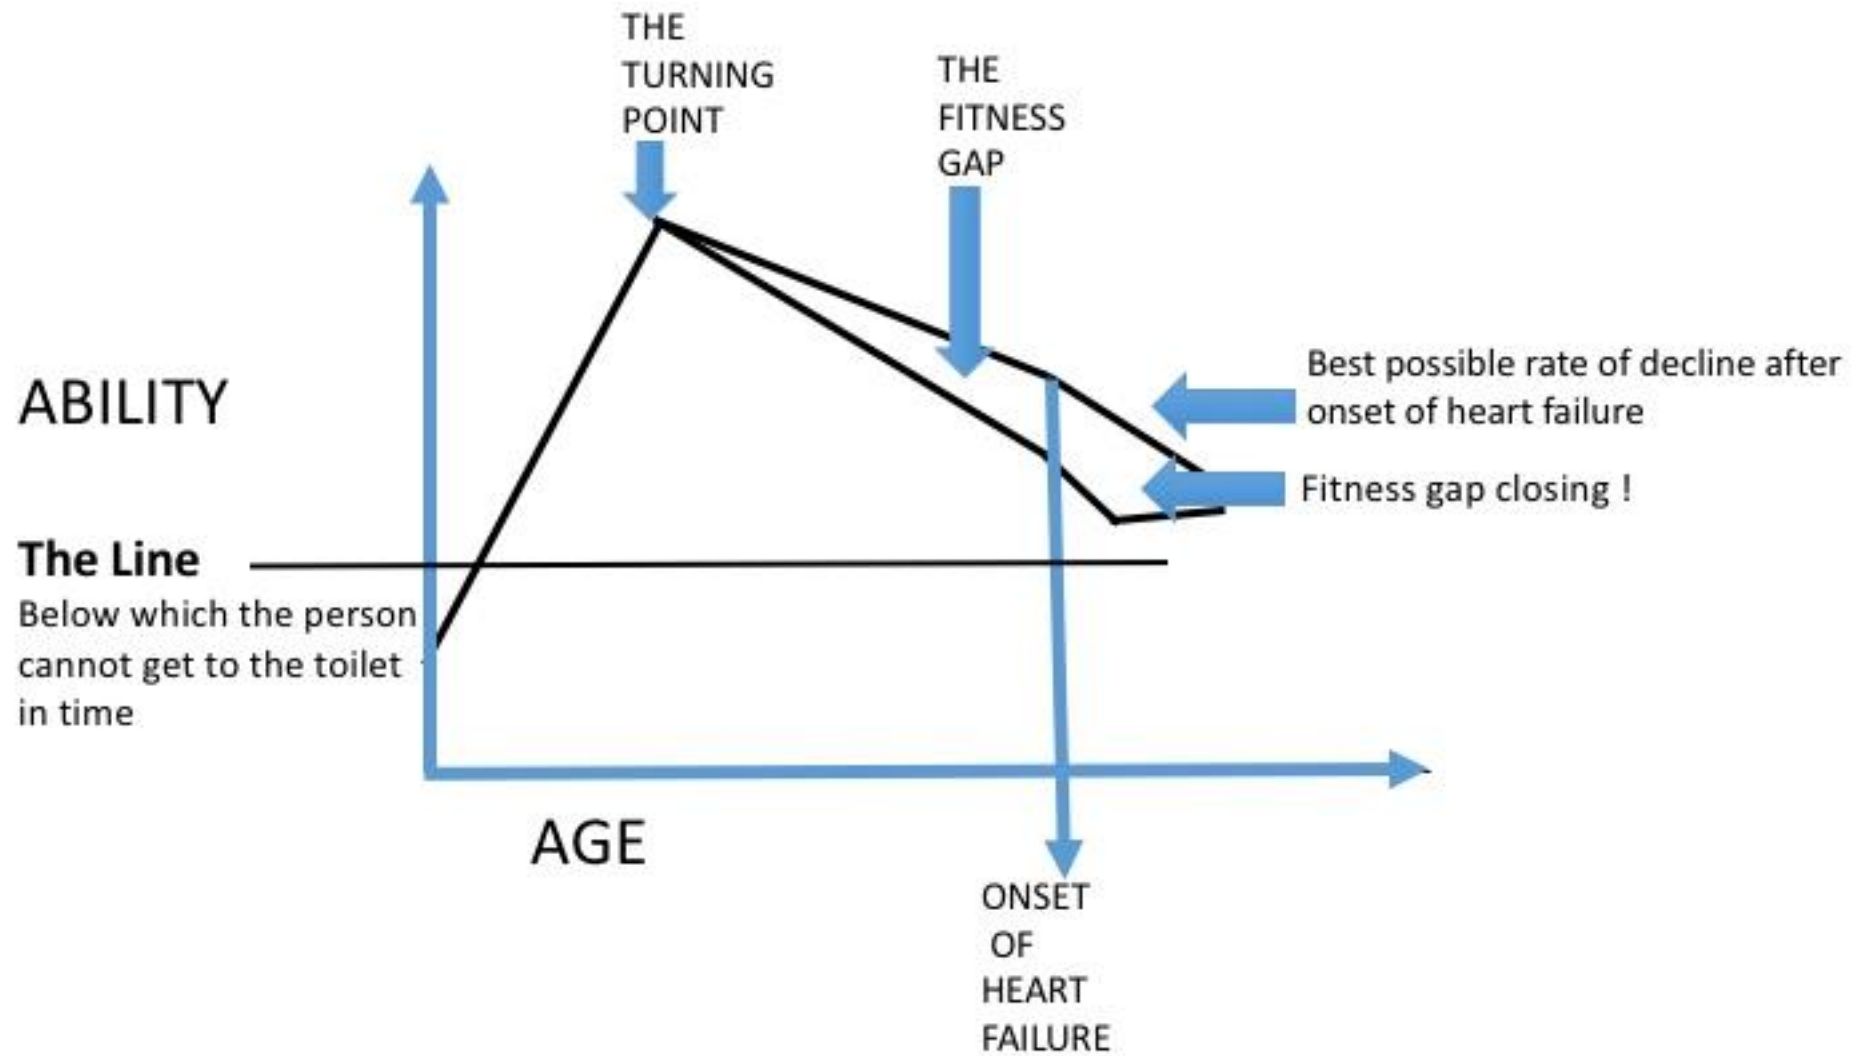 THE
TURNING
POINT
THE
FITNESS
GAP
ABILITY
Best possible rate of decline after
onset of heart failure
Fitness gap closing !
The Line
Below which the person
cannot get to the toilet
in time
AGE
ONSET
OF
HEART
FAILURE